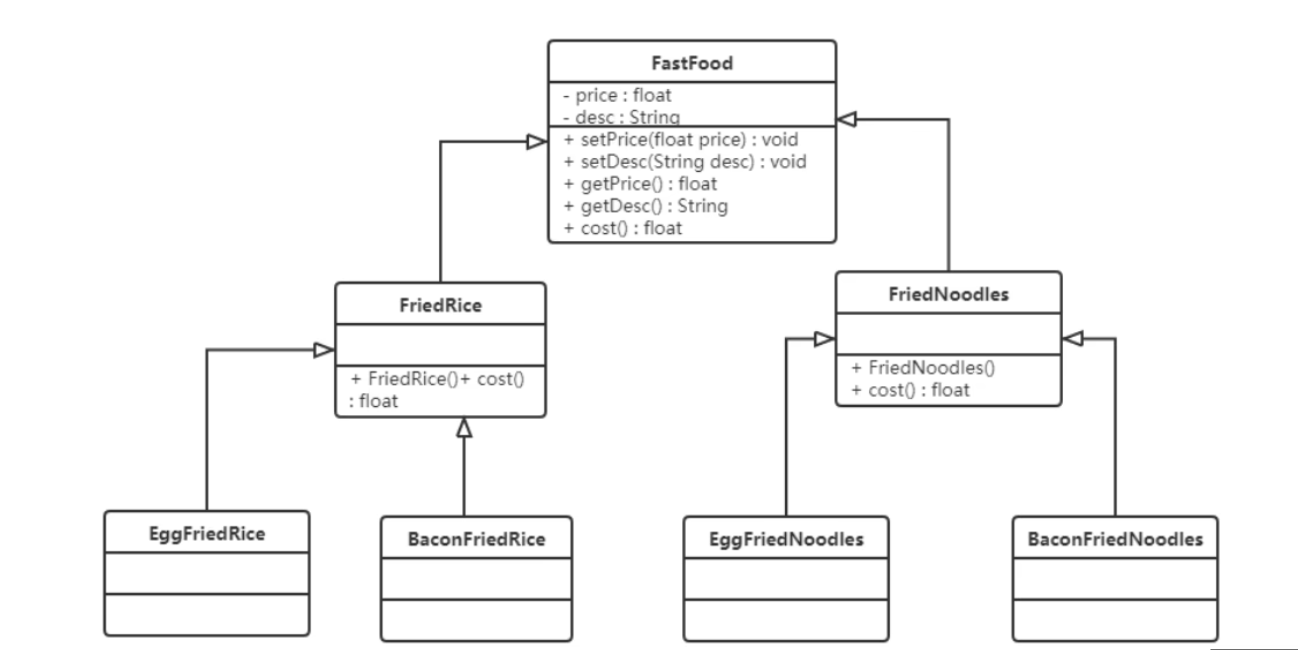 FastFood
- price : float
- desc : String
+ setPrice(float price) : void
+ setDesc(String desc) : void
+ getPrice() : float
+ getDesc() : String
+ cost() : float
FriedRice
+ FriedRice()+ cost()
: float
FriedNoodles
+ FriedNoodles()
+ cost() : float
EggFriedRice
BaconFriedRice
EggFriedNoodles
BaconFriedNoodles